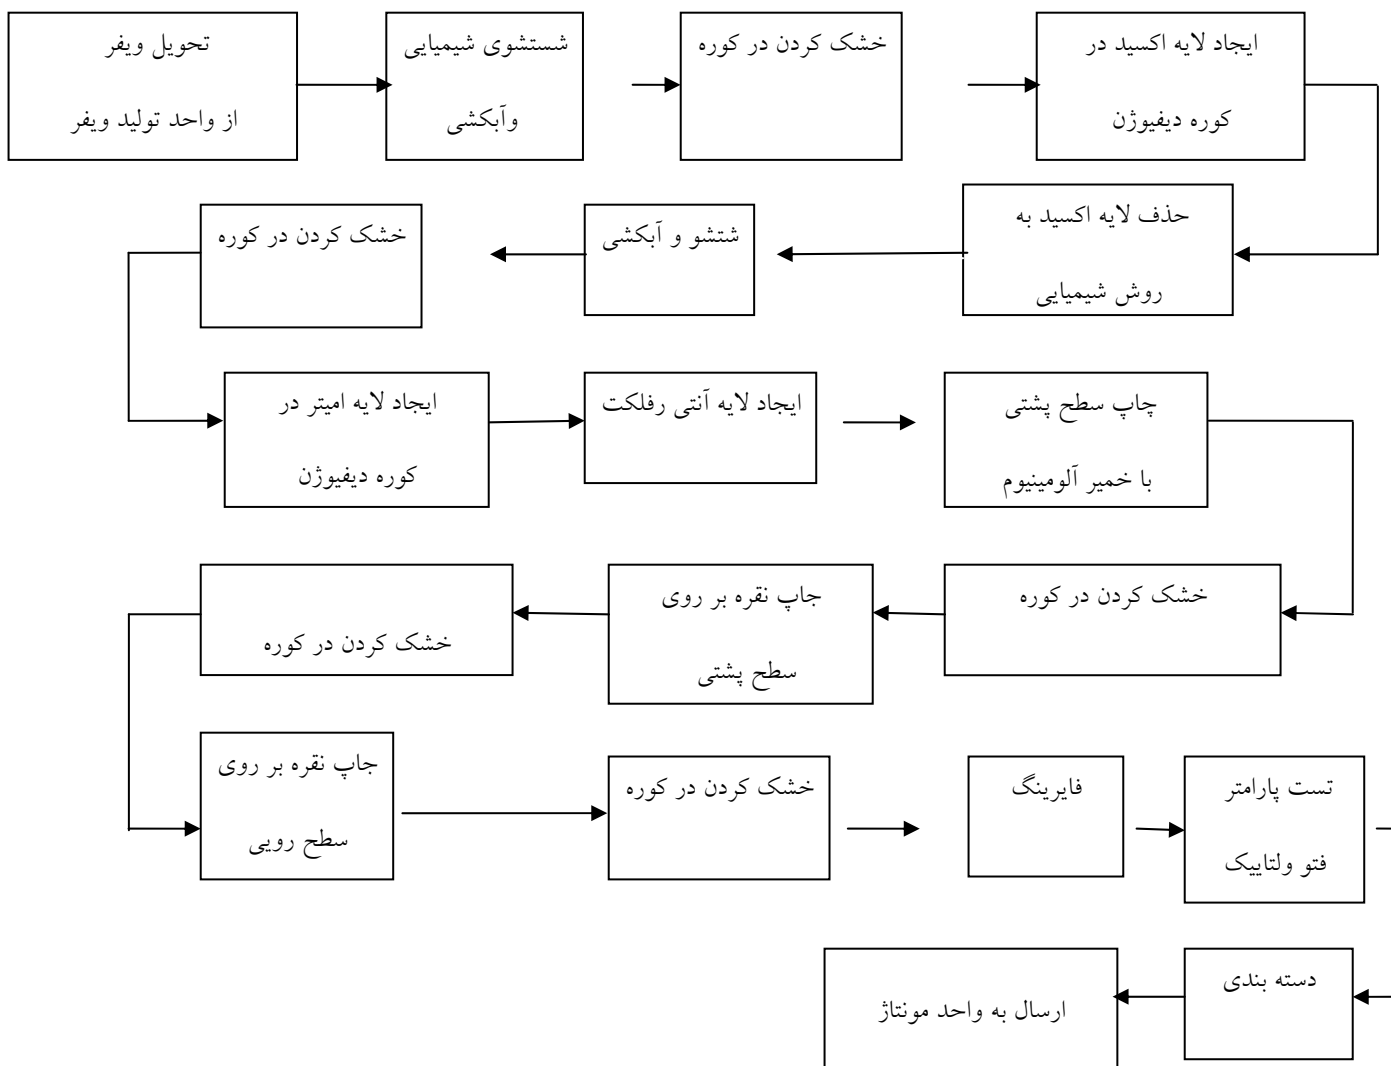 تحویل ویفر
از واحد تولید ویفر
شستشوی شیمیایی
وآبکشی
خشک کردن در کوره
ایجاد لایه اکسید در
کوره دیفیوژن
حذف لایه اکسید به
روش شیمیایی
شتشو و آبکشی
خشک کردن در کوره
ایجاد لایه امیتر در
کوره دیفیوژن
ایجاد لایه آنتی رفلکت
چاپ سطح پشتی
با خمیر آلومینیوم
خشک کردن در کوره
جاپ نقره بر روی
سطح پشتی
خشک کردن در کوره
جاپ نقره بر روی
سطح رویی
خشک کردن در کوره
فایرینگ
تست پارامتر
فتو ولتاییک
دسته بندی
ارسال به واحد مونتاژ